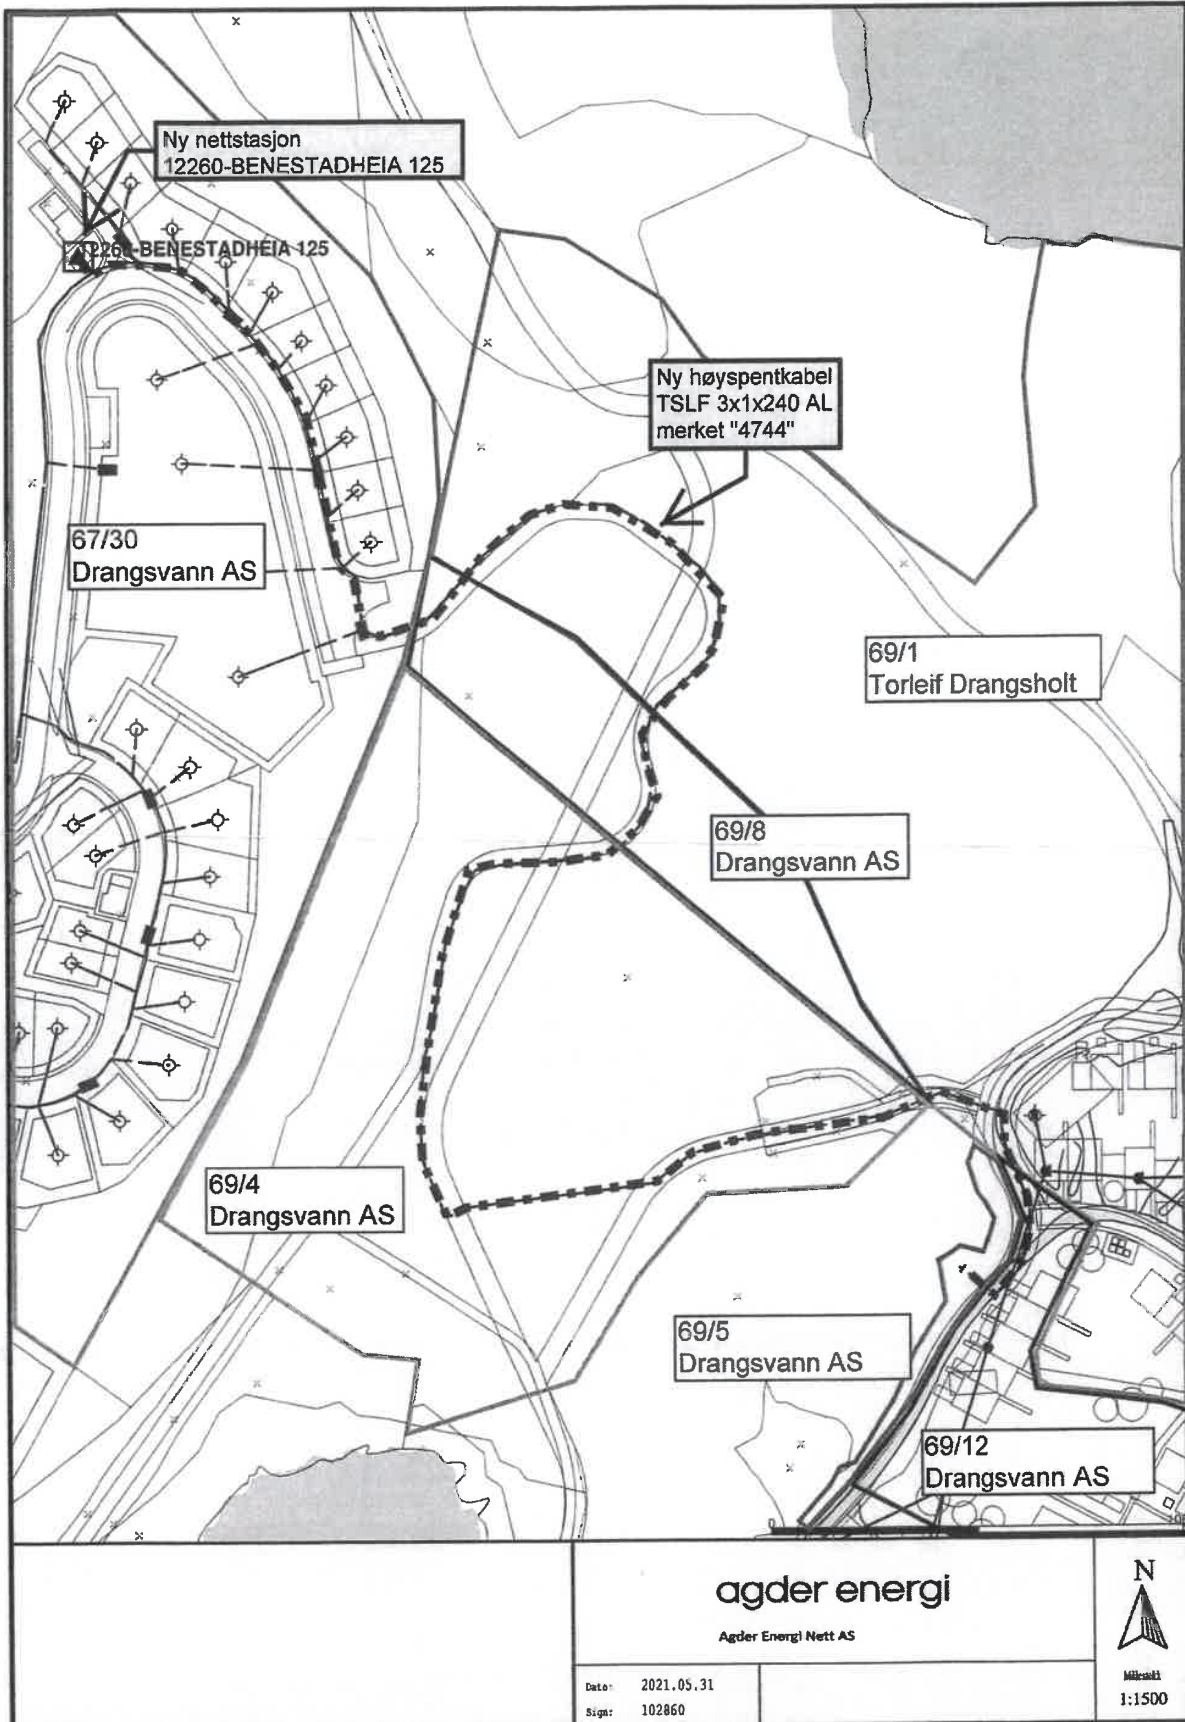 Ny nettstasjon
12260-BENESTADHEIA 125
BENESTADHEIA 125
Ny høyspentkabel
TSLF 3x1x240 AL
merket "4744"
67/30
Drangsvann AS
69/1
Torleif Drangsholt
69/8
Drangsvann AS
69/4
Drangsvann AS
69/5
Drangsvann AS
69/12
Drangsvann AS
0
agder energi
Agder Energi Nett AS
N
Dato: 2021.05.31
Sign: 102860
1:1500